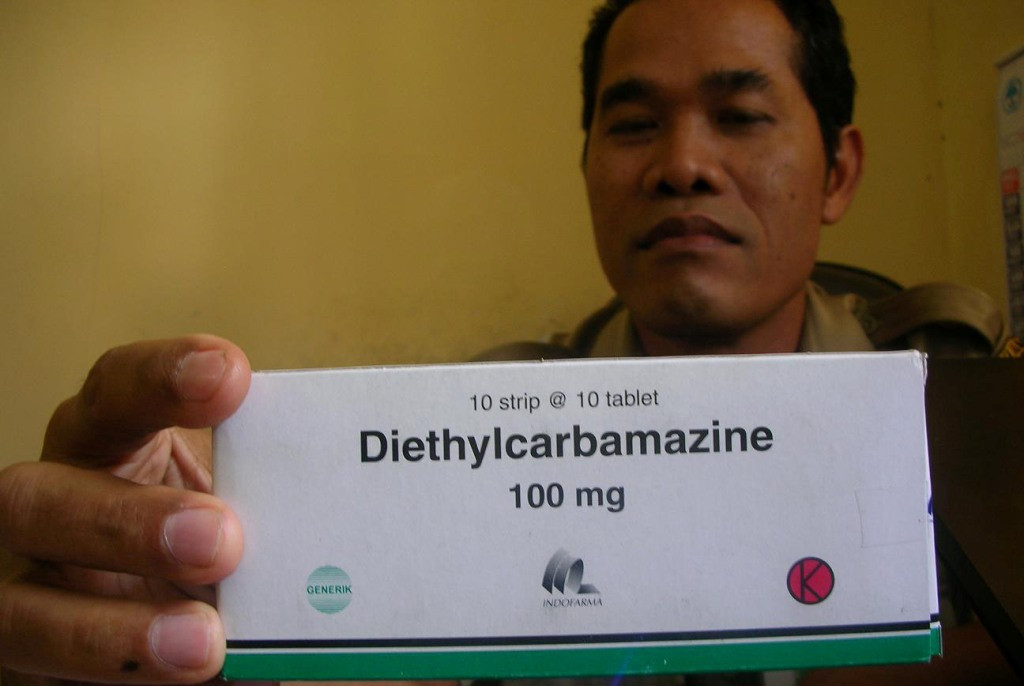 10 strip @ 10 tablet
Diethylcarbamazine
100 mg
GENERIK
INDOFARMA
K